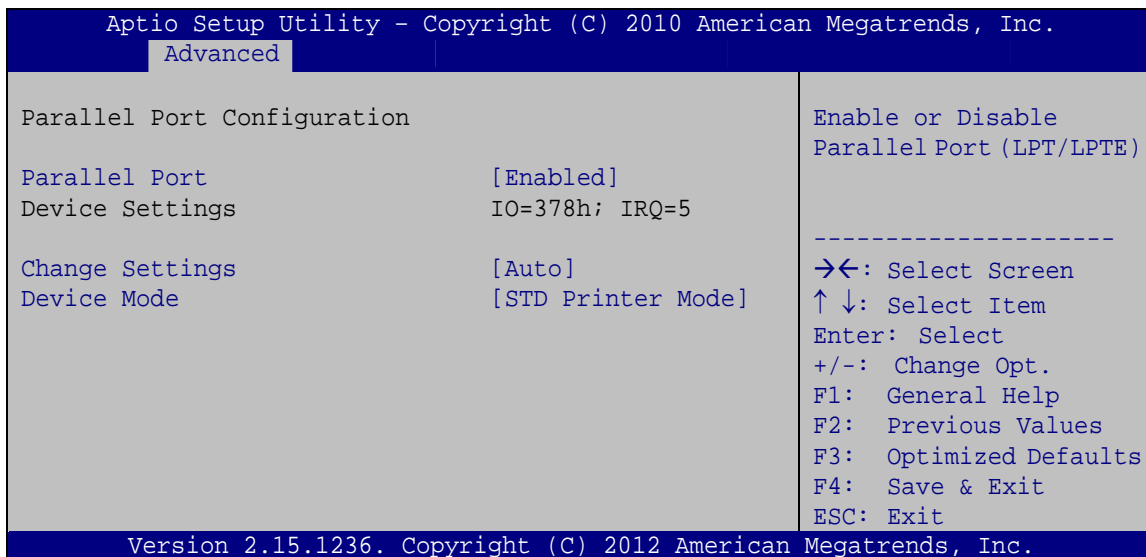 Aptio Setup Utility – Copyright (C) 2010 American Megatrends, Inc.
Advanced
Parallel Port Configuration
Parallel Port [Enabled]
Device Settings IO=378h; IRQ=5
Change Settings [Auto]
Device Mode [STD Printer Mode]
Enable or Disable
Parallel Port (LPT/LPTE)
---------------------
→←: Select Screen
↑ ↓: Select Item
Enter: Select
+/-: Change Opt.
F1: General Help
F2: Previous Values
F3: Optimized Defaults
F4: Save & Exit
ESC: Exit
Version 2.15.1236. Copyright (C) 2012 American Megatrends, Inc.